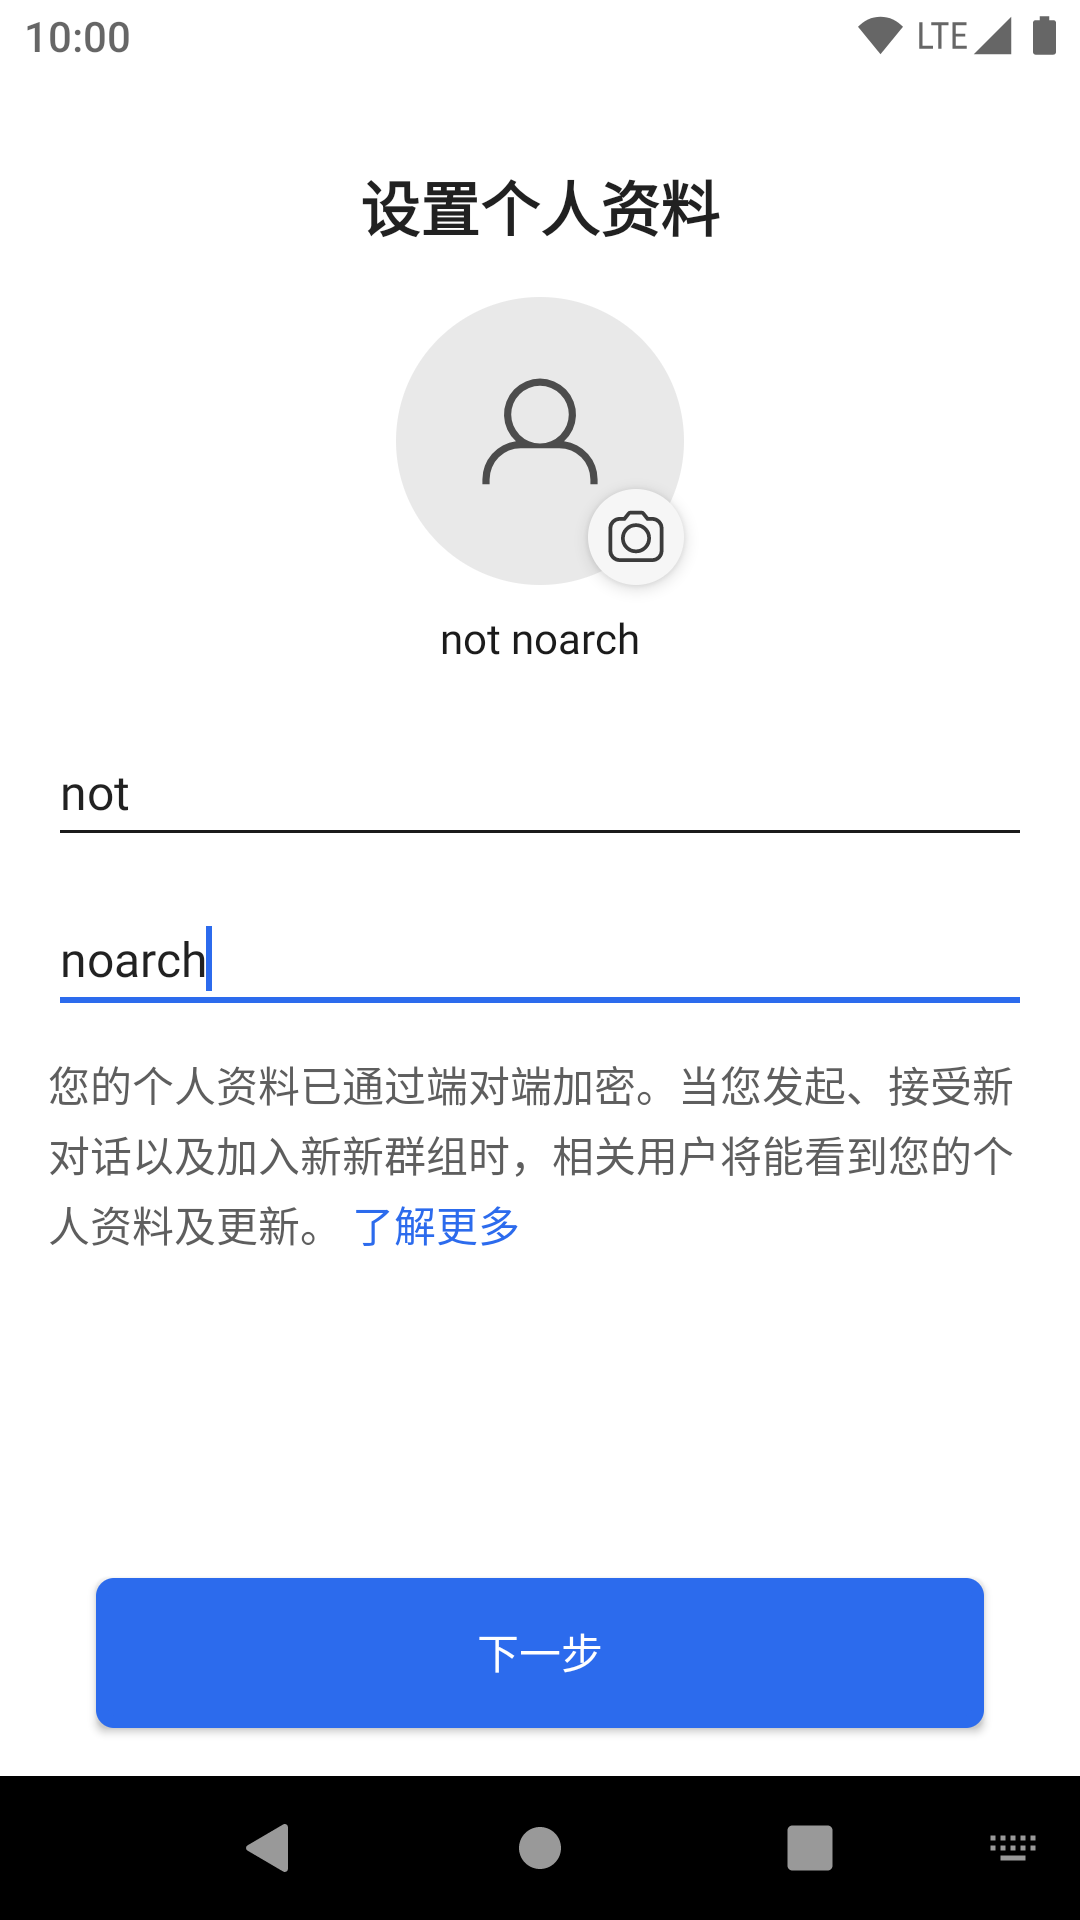 10:00
LTE
设置个人资料
not noarch
not
noarch
您的个人资料已通过端对端加密。当您发起、接受新
对话以及加入新新群组时，相关用户将能看到您的个
人资料及更新。 了解更多
下一步